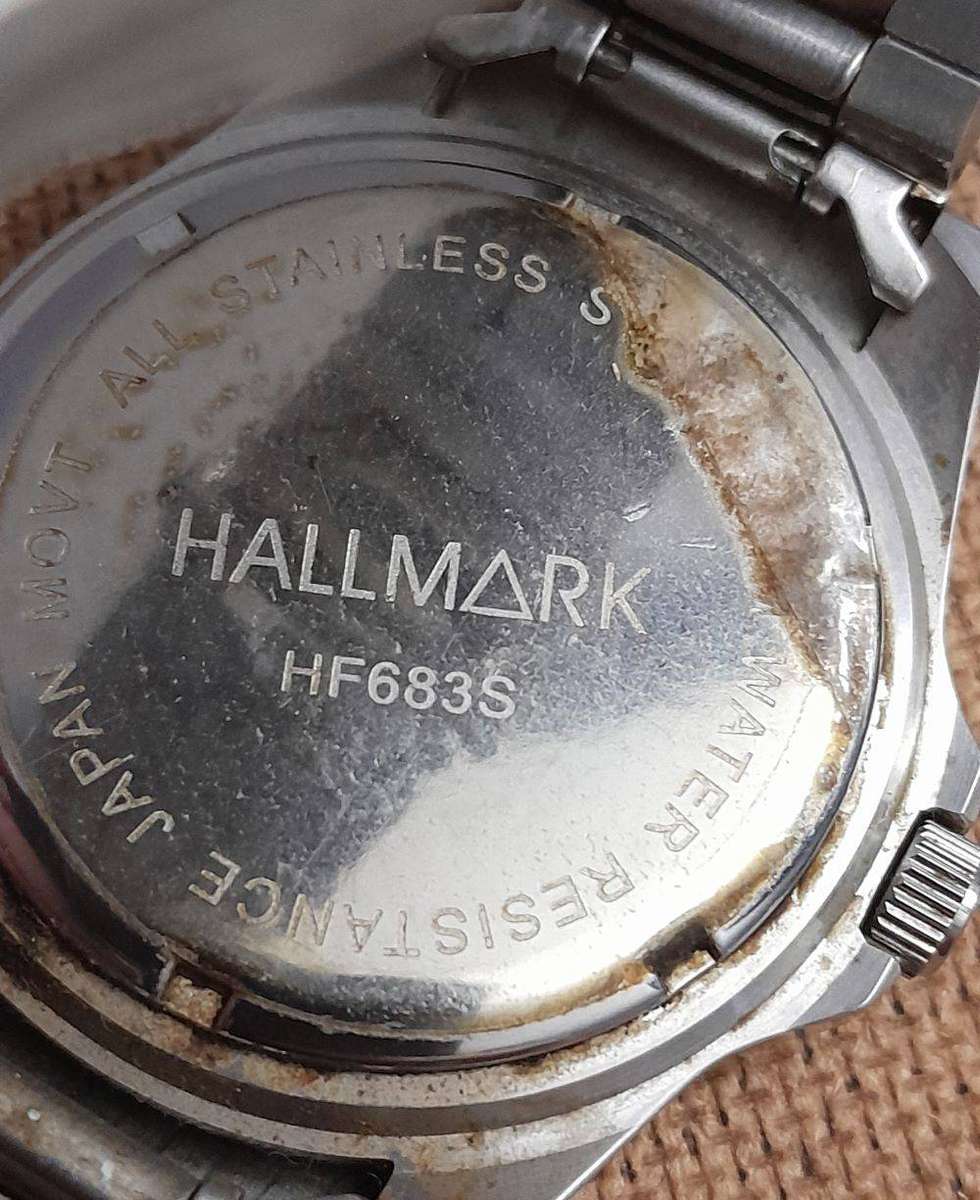 HALLMARK
HF683S
ALL STAINLESS S
WATER RESISTANCE
JAPAN MOVT